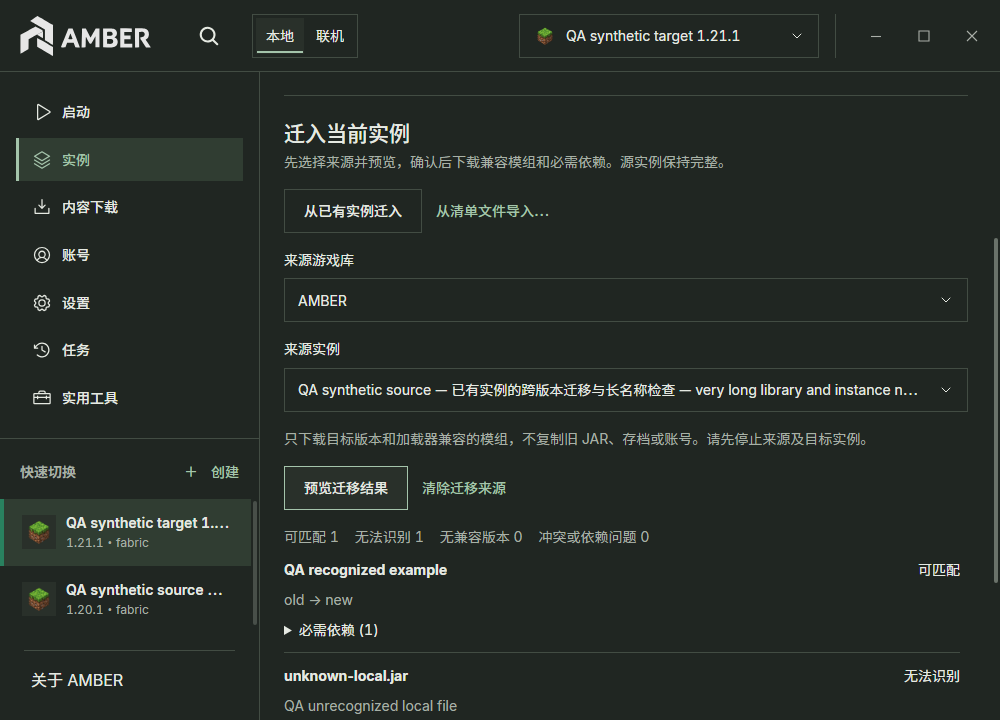 AMBER
本地 联机
QA synthetic target 1.21.1
启动
实例
内容下载
账号
设置
任务
实用工具
快速切换
+ 创建
QA synthetic target 1....
1.21.1 • fabric
QA synthetic source ...
1.20.1 • fabric
关于 AMBER
迁入当前实例
先选择来源并预览，确认后下载兼容模组和必需依赖。源实例保持完整。
从已有实例迁入 从清单文件导入...
来源游戏库
AMBER
来源实例
QA synthetic source — 已有实例的跨版本迁移与长名称检查 — very long library and instance n...
只下载目标版本和加载器兼容的模组，不复制旧 JAR、存档或账号。请先停止来源及目标实例。
预览迁移结果 清除迁移来源
可匹配 1 无法识别 1 无兼容版本 0 冲突或依赖问题 0
QA recognized example 可匹配
old → new
▶ 必需依赖 (1)
unknown-local.jar 无法识别
QA unrecognized local file